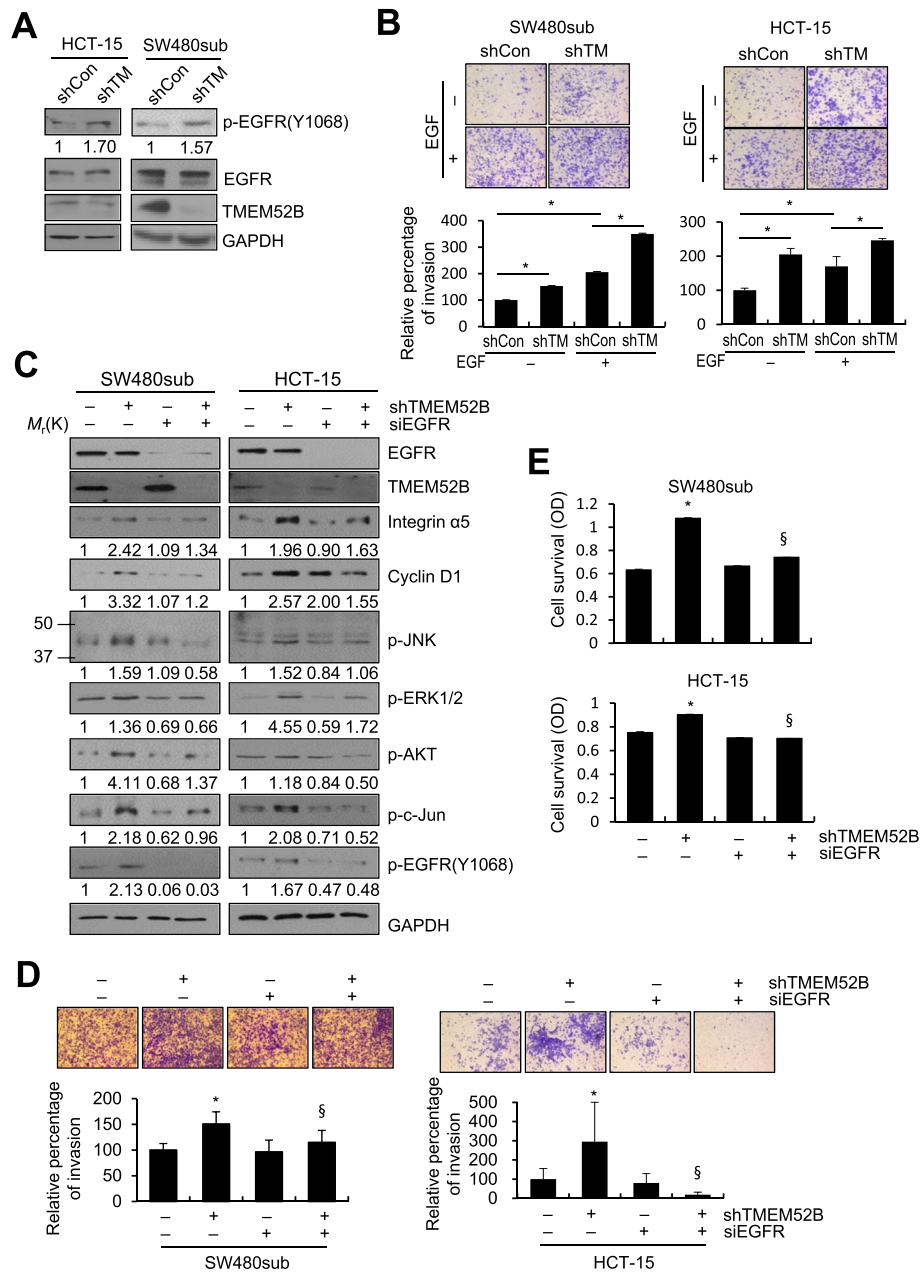 A
HCT-15 SW480sub
shCon shTM shCon shTM
p-EGFR(Y1068)
1 1.70 1 1.57
EGFR
TMEM52B
GAPDH
B
SW480sub HCT-15
shCon shTM shCon shTM
EGF – + EGF – +
Relative percentage of invasion
400
300
200
100
0
* * * *
300
200
100
0
* * * *
shCon shTM shCon shTM shCon shTM shCon shTM
EGF – + EGF – +
C
SW480sub HCT-15
– + – + – + – + shTMEM52B
Mr(K) – – + + – – + + siEGFR
EGFR
TMEM52B
Integrin α5
1 2.42 1.09 1.34 1 1.96 0.90 1.63
Cyclin D1
1 3.32 1.07 1.2 1 2.57 2.00 1.55
50
p-JNK
37
1 1.59 1.09 0.58 1 1.52 0.84 1.06
p-ERK1/2
1 1.36 0.69 0.66 1 4.55 0.59 1.72
p-AKT
1 4.11 0.68 1.37 1 1.18 0.84 0.50
p-c-Jun
1 2.18 0.62 0.96 1 2.08 0.71 0.52
p-EGFR(Y1068)
1 2.13 0.06 0.03 1 1.67 0.47 0.48
GAPDH
E
SW480sub
Cell survival (OD)
1.2
1
0.8
0.6
0.4
0.2
0
* §
HCT-15
Cell survival (OD)
1
0.8
0.6
0.4
0.2
0
* §
– + – + shTMEM52B
– – + + siEGFR
D
– + – + – + – + shTMEM52B
– – + + – – + + siEGFR
Relative percentage of invasion
200
150
100
50
0
* §
– + – +
– – + +
SW480sub
Relative percentage of invasion
500
400
300
200
100
0
* §
– + – + shTMEM52B
– – + + siEGFR
HCT-15